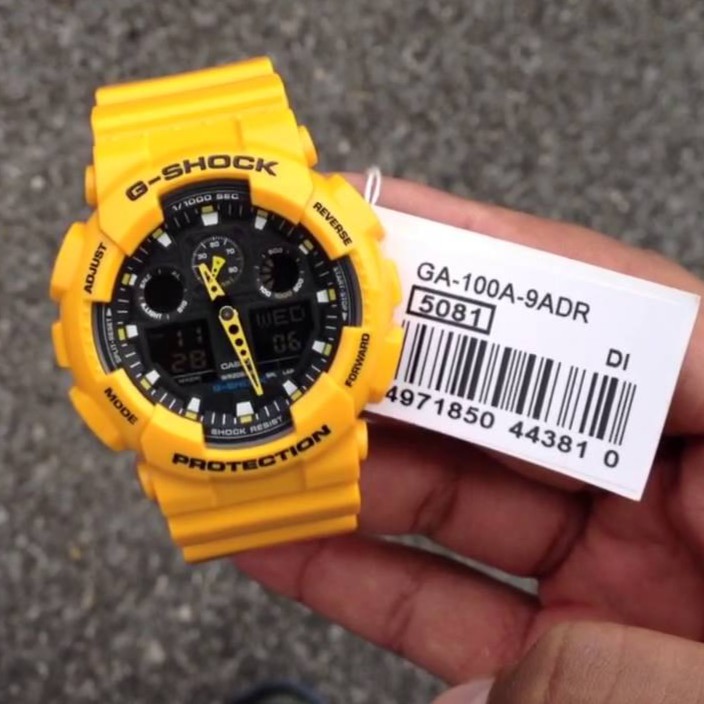 G-SHOCK
1/1000 SEC
REVERSE
ADJUST
WED
11
28
06
CASIO
G-SHOCK
FORWARD
MODE
SHOCK RESIST
PROTECTION
GA-100A-9ADR
5081
DI
4971850 44381 0